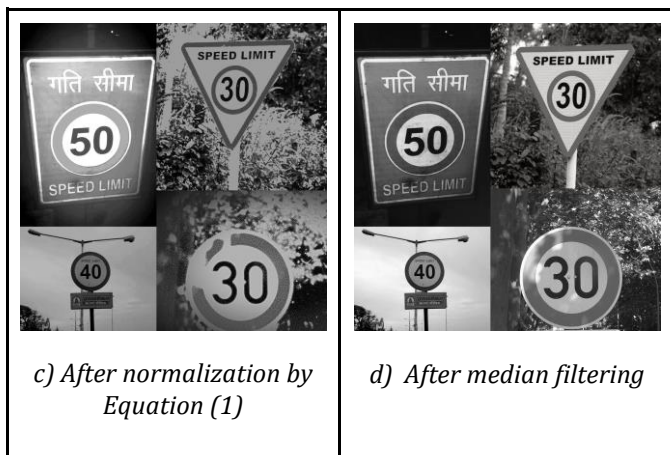 गति सीमा
50
SPEED LIMIT
SPEED LIMIT
30
40
30
c) After normalization by
Equation (1)
गति सीमा
50
SPEED LIMIT
SPEED LIMIT
30
40
30
d) After median filtering